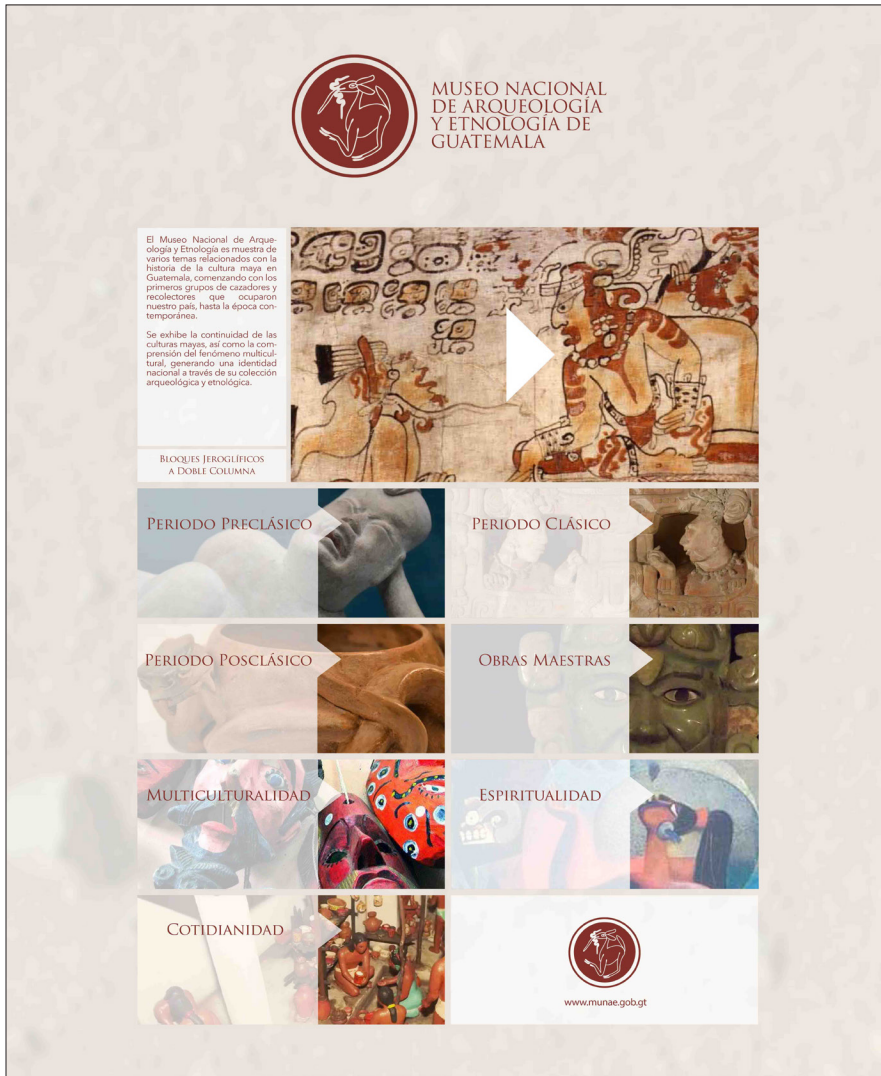 MUSEO NACIONAL
DE ARQUEOLOGÍA
Y ETNOLOGÍA DE
GUATEMALA
El Museo Nacional de Arque-
ología y Etnología es muestra de
varios temas relacionados con la
historia de la cultura maya en
Guatemala, comenzando con los
primeros grupos de cazadores y
recolectores que ocuparon
nuestro país, hasta la época con-
temporánea.
Se exhibe la continuidad de las
culturas mayas, así como la com-
prensión del fenómeno multicul-
tural, generando una identidad
nacional a través de su colección
arqueológica y etnológica.
BLOQUES JEROGLÍFICOS
A DOBLE COLUMNA
PERIODO PRECLÁSICO
PERIODO CLÁSICO
PERIODO POSCLÁSICO
OBRAS MAESTRAS
MULTICULTURALIDAD
ESPIRITUALIDAD
COTIDIANIDAD
www.munae.gob.gt